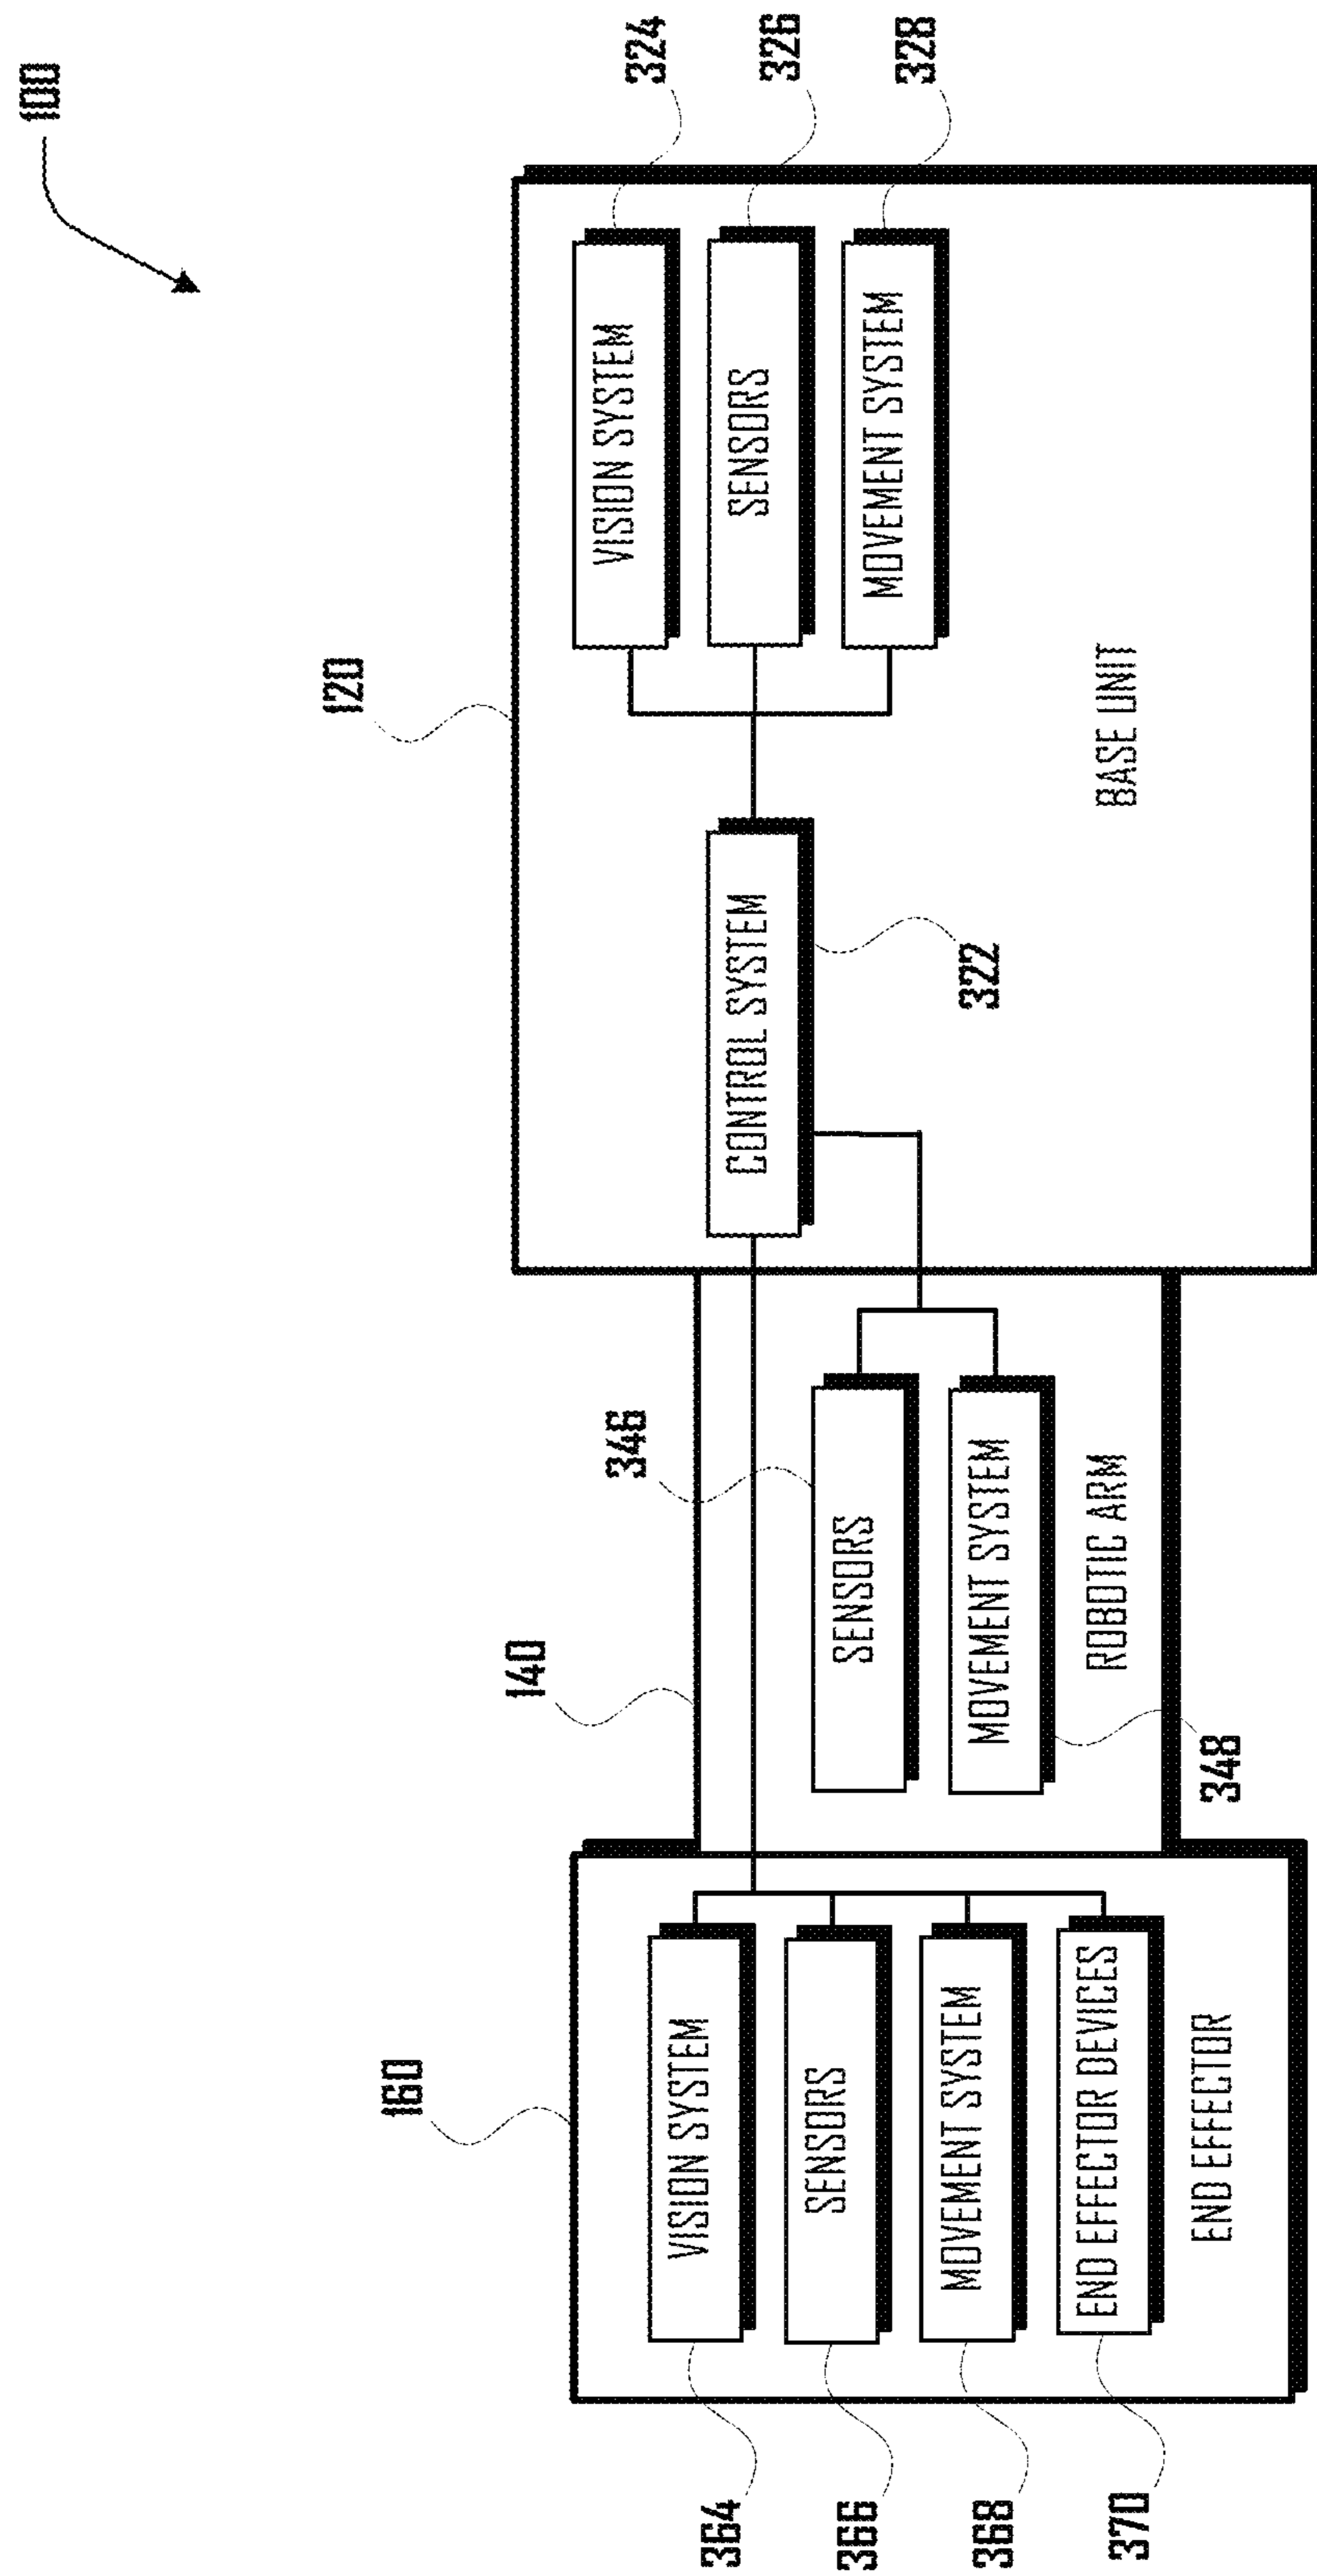 100
120
324
326
328
VISION SYSTEM
SENSORS
MOVEMENT SYSTEM
CONTROL SYSTEM
322
BASE UNIT
140
346
SENSORS
MOVEMENT SYSTEM
348
ROBOTIC ARM
160
VISION SYSTEM
SENSORS
MOVEMENT SYSTEM
END EFFECTOR DEVICES
END EFFECTOR
364
366
368
370